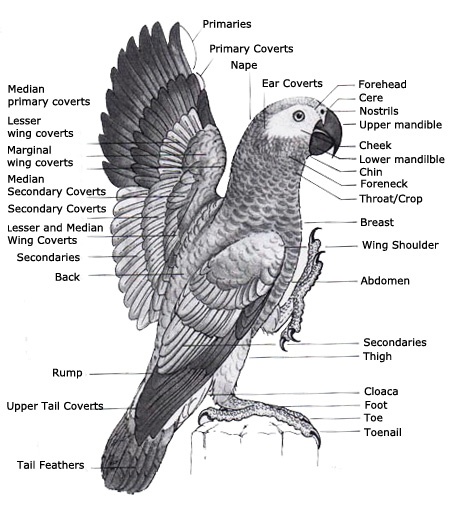 Primaries
Primary Coverts
Nape
Ear Coverts
Median
primary coverts
Lesser
wing coverts
Marginal
wing coverts
Median
Secondary Coverts
Secondary Coverts
Lesser and Median
Wing Coverts
Secondaries
Back
Rump
Upper Tail Coverts
Tail Feathers
Forehead
Cere
Nostrils
Upper mandible
Cheek
Lower mandilble
Chin
Foreneck
Throat/Crop
Breast
Wing Shoulder
Abdomen
Secondaries
Thigh
Cloaca
Foot
Toe
Toenail